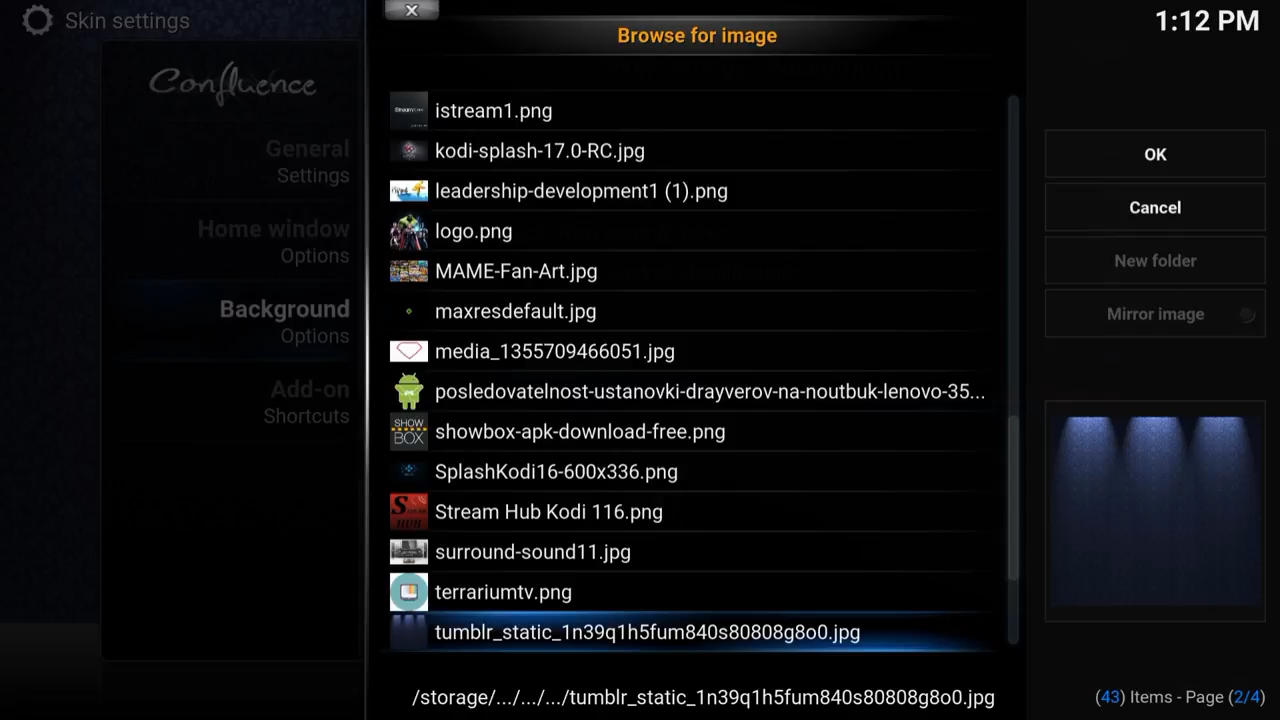 Skin settings
1:12 PM
Browse for image
Confluence
General
Settings
Home window
Options
Background
Options
Add-on
Shortcuts
istream1.png
kodi-splash-17.0-RC.jpg
leadership-development1 (1).png
logo.png
MAME-Fan-Art.jpg
maxresdefault.jpg
media_1355709466051.jpg
posledovatelnost-ustanovki-drayverov-na-noutbuk-lenovo-35...
SHOW
BOX
showbox-apk-download-free.png
SplashKodi16-600x336.png
Stream Hub Kodi 116.png
surround-sound11.jpg
terrariumtv.png
tumblr_static_1n39q1h5fum840s80808g8o0.jpg
/storage/.../.../.../tumblr_static_1n39q1h5fum840s80808g8o0.jpg
OK
Cancel
New folder
Mirror image
(43) Items - Page (2/4)